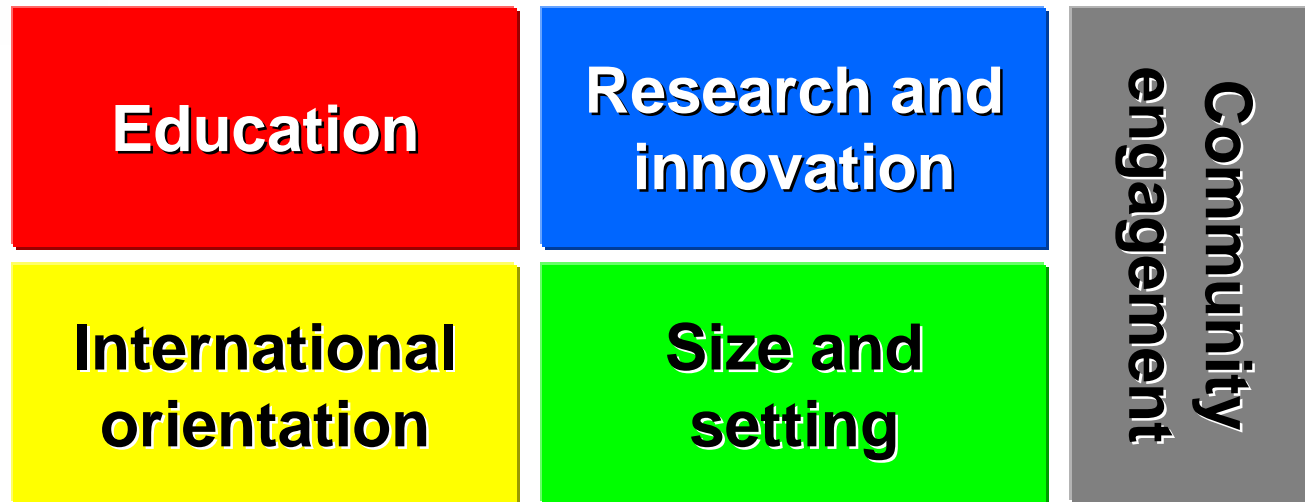 Education
Research and
innovation
International
orientation
Size and
setting
Community
engagement